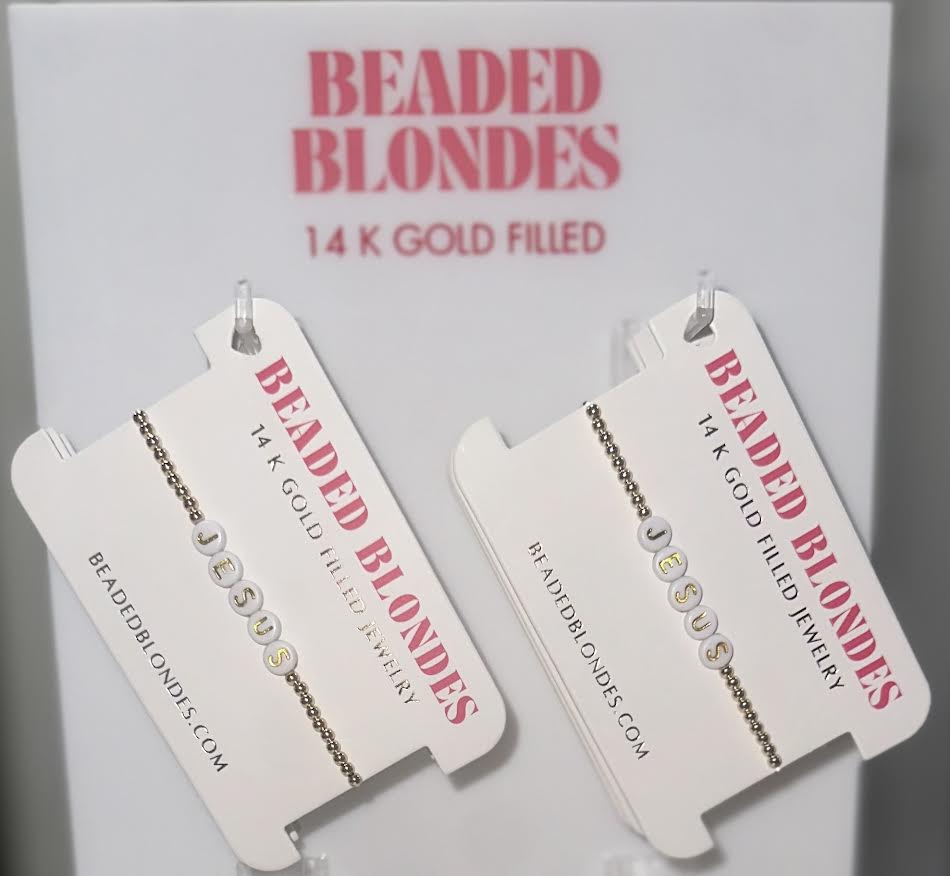 BEADED
BLONDES
14 K GOLD FILLED
BEADED BLONDES
14 K GOLD FILLED JEWELRY
JESUS
BEADEDBLONDES.COM
BEADED BLONDES
14 K GOLD FILLED JEWELRY
JESUS
BEADEDBLONDES.COM